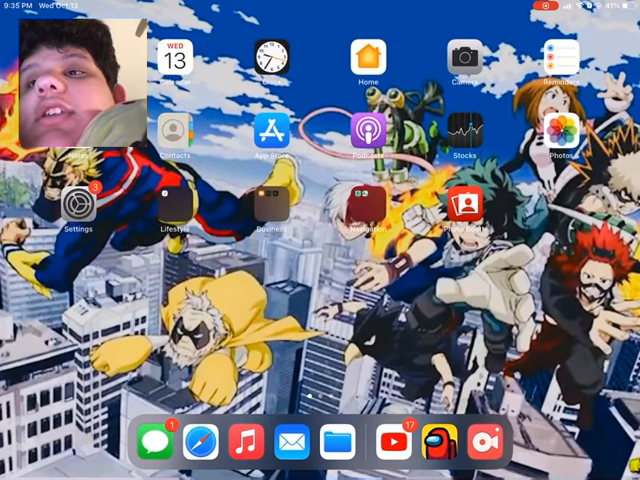 9:35 PM Wed Oct 13
41%
WED
13
Calendar
Clock
Home
Camera
Reminders
Contacts
App Store
Podcasts
Stocks
Photos
Notes
3
Settings
Lifestyle
Business
Navigation
Photo Booth
1
17